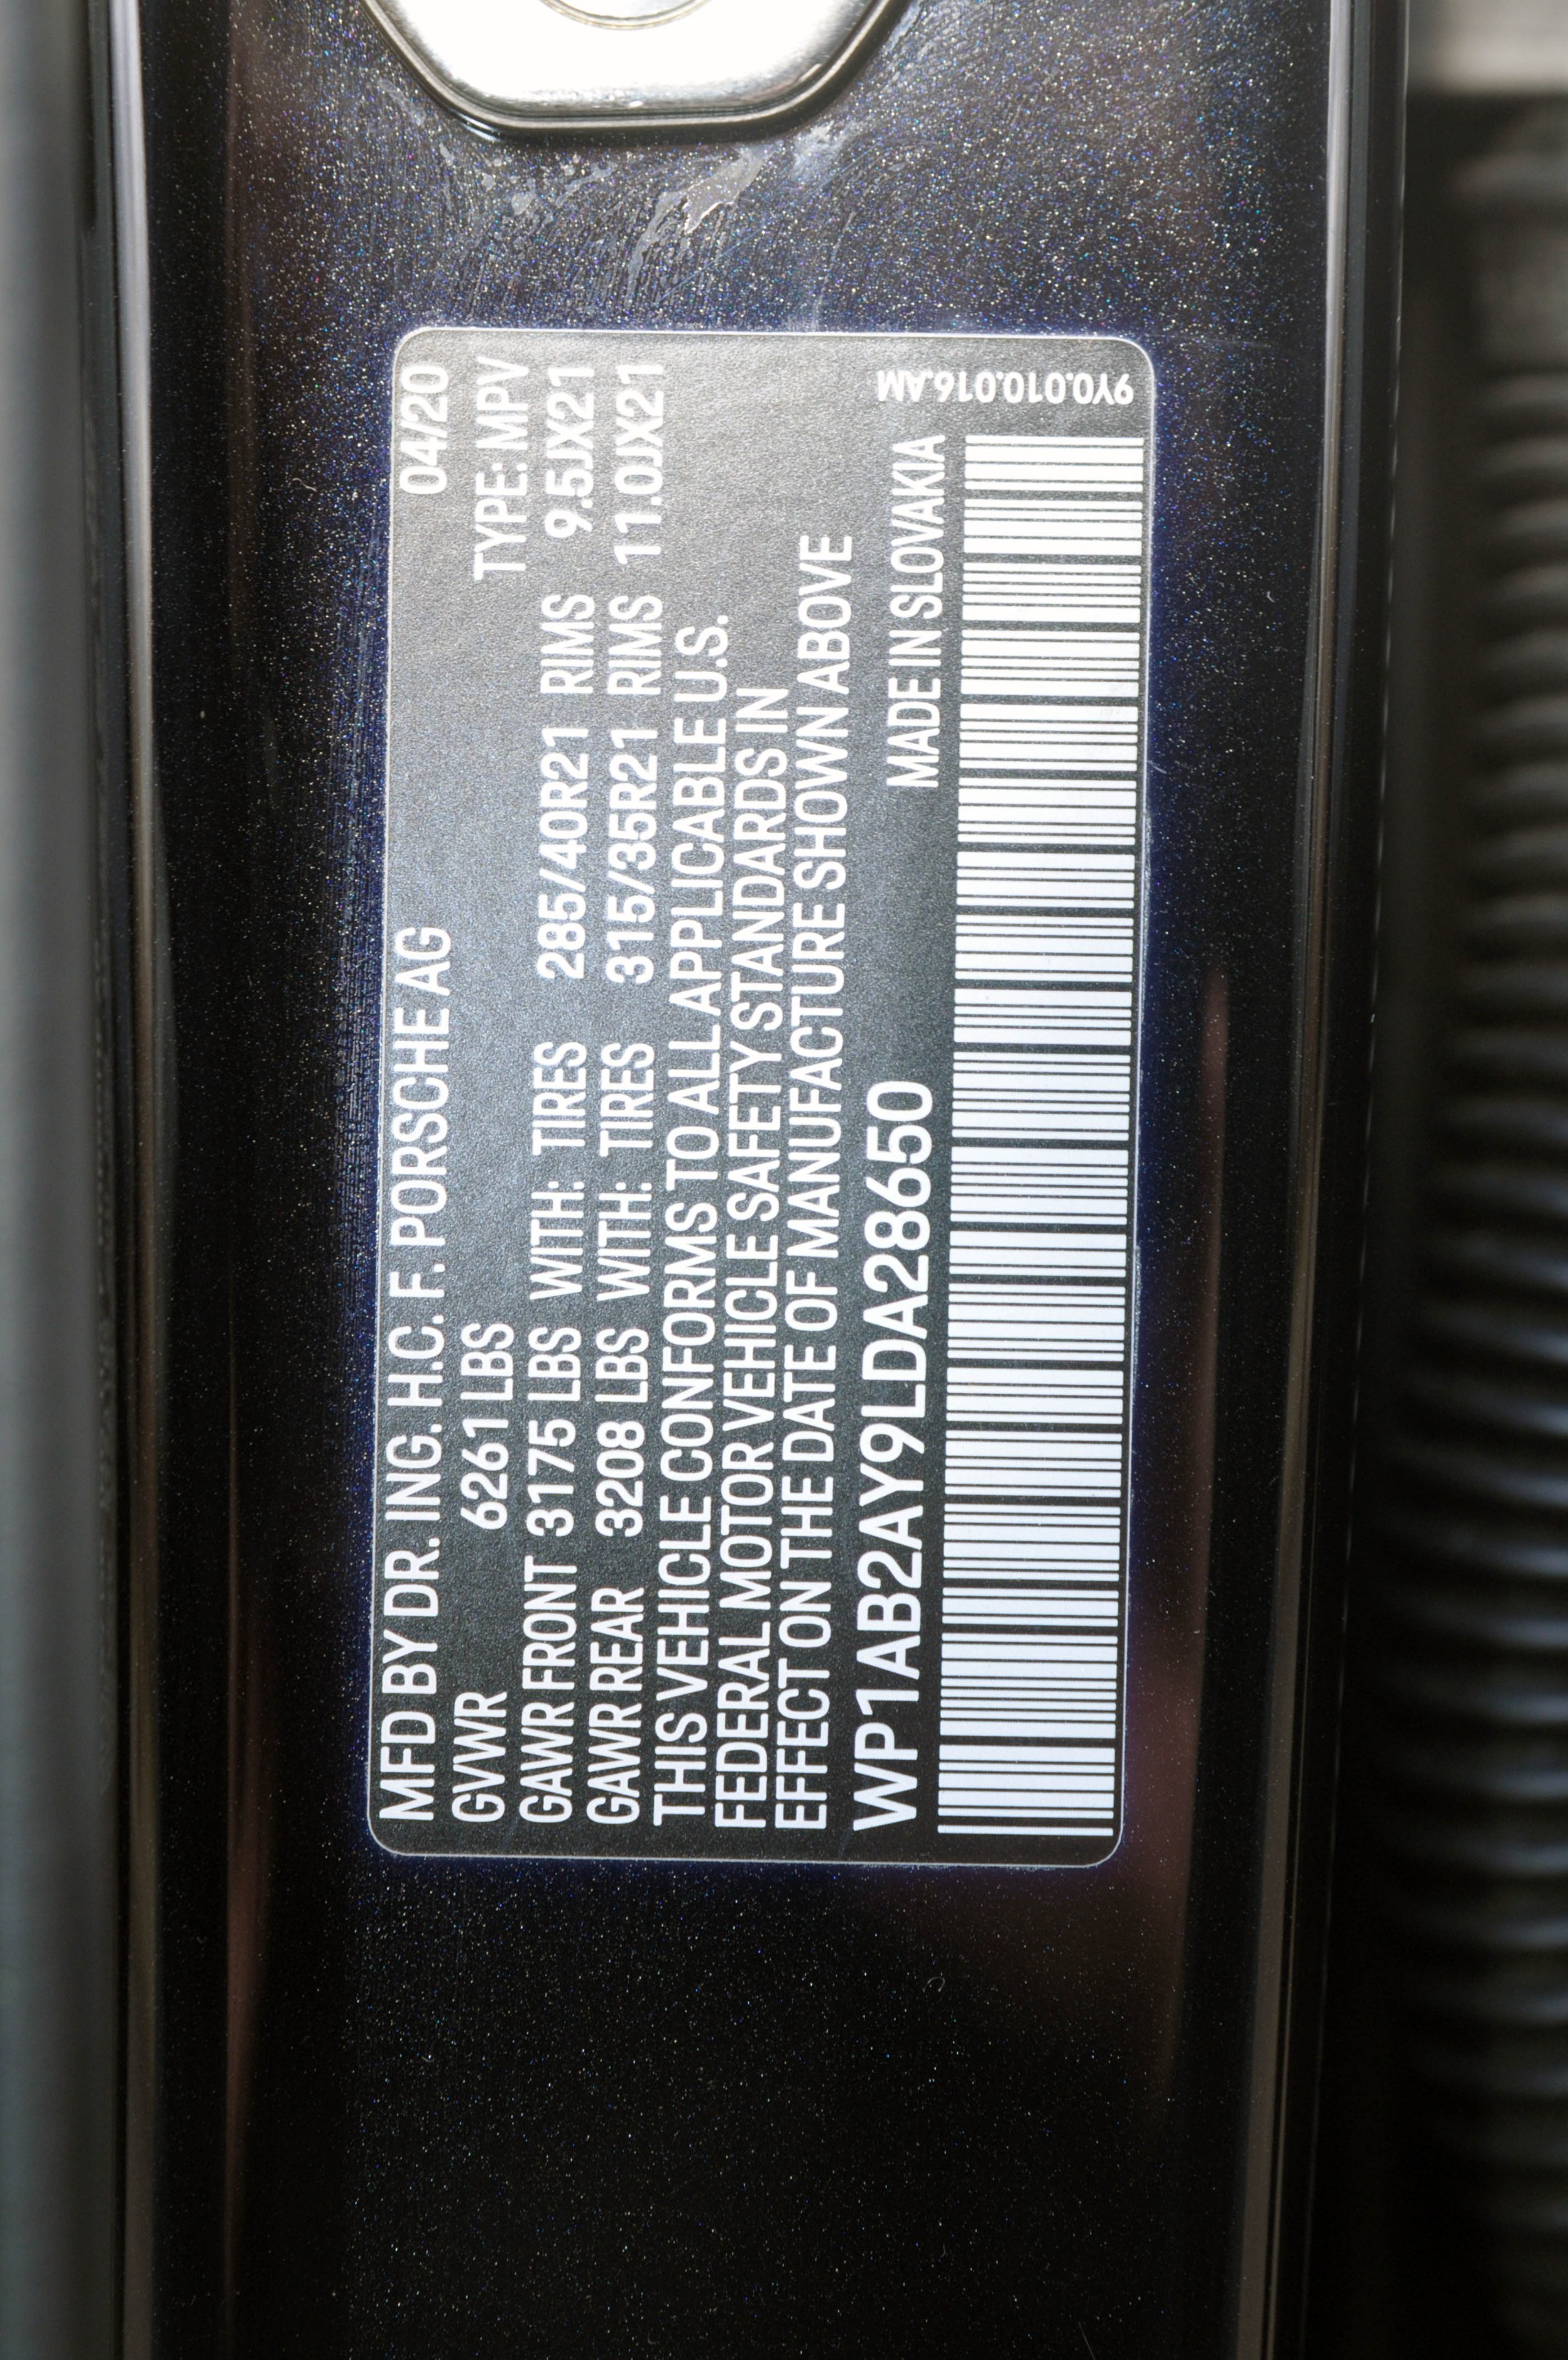 MFD BY DR. ING. H.C. F. PORSCHE AG 04/20
GVWR 6261 LBS TYPE: MPV
GAWR FRONT 3175 LBS WITH: TIRES 285/40R21 RIMS 9.5JX21
GAWR REAR 3208 LBS WITH: TIRES 315/35R21 RIMS 11.0JX21
THIS VEHICLE CONFORMS TO ALL APPLICABLE U.S.
FEDERAL MOTOR VEHICLE SAFETY STANDARDS IN
EFFECT ON THE DATE OF MANUFACTURE SHOWN ABOVE
WP1AB2AY9LDA28650 MADE IN SLOVAKIA
9Y0.010.016.AM